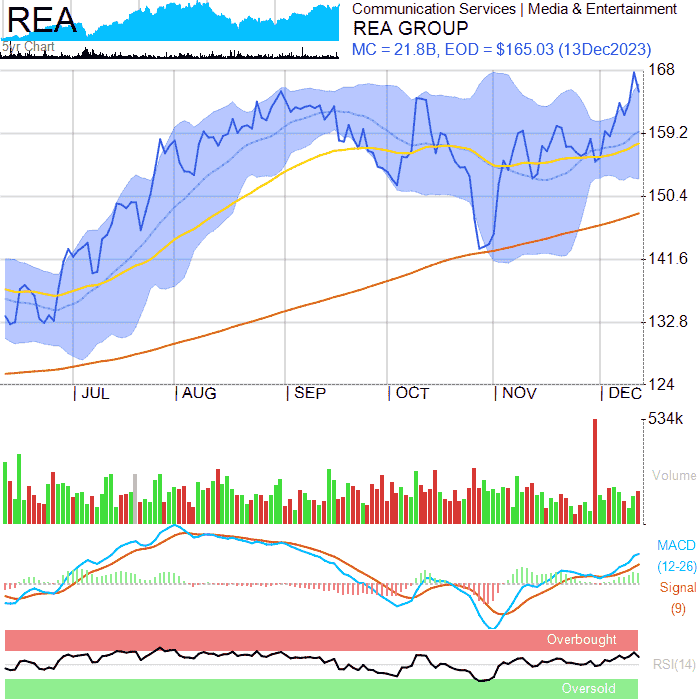 REA
5yr Chart
Communication Services | Media & Entertainment
REA GROUP
MC = 21.8B, EOD = $165.03 (13Dec2023)
168
159.2
150.4
141.6
132.8
124
| JUL | AUG | SEP | OCT | NOV | DEC
534k
Volume
MACD
(12-26)
Signal
(9)
Overbought
RSI(14)
Oversold